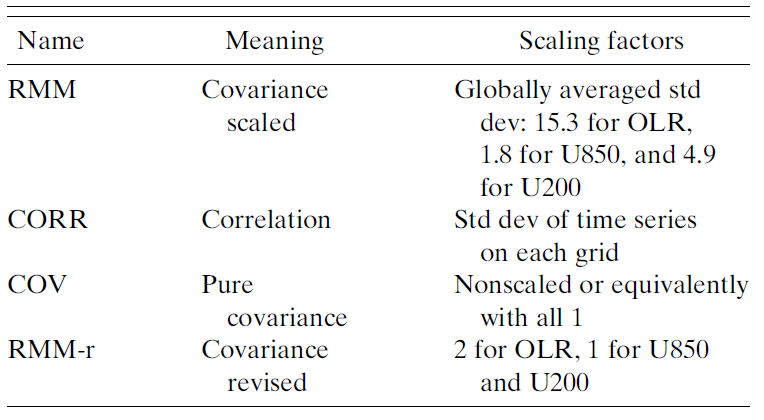 Name Meaning Scaling factors
RMM Covariance Globally averaged std
scaled dev: 15.3 for OLR,
1.8 for U850, and 4.9
for U200
CORR Correlation Std dev of time series
on each grid
COV Pure Nonscaled or equivalently
covariance with all 1
RMM-r Covariance 2 for OLR, 1 for U850
revised and U200